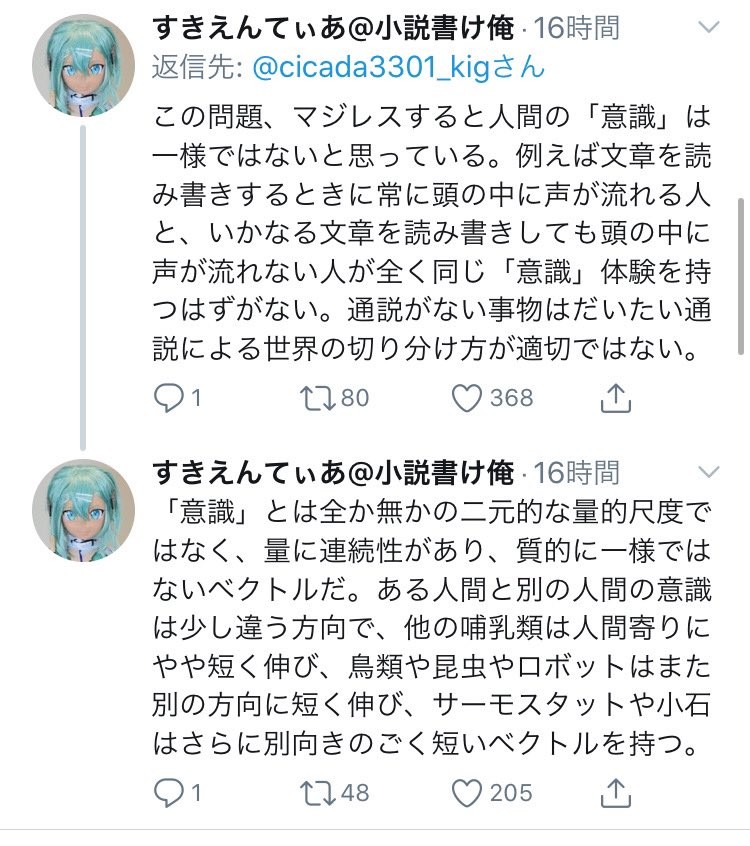 すきえんてぃあ@小説書け俺 · 16時間
返信先: @cicada3301_kigさん
この問題、マジレスすると人間の「意識」は
一様ではないと思っている。例えば文章を読
み書きするときに常に頭の中に声が流れる人
と、いかなる文章を読み書きしても頭の中に
声が流れない人が全く同じ「意識」体験を持
つはずがない。通説がない事物はだいたい通
説による世界の切り分け方が適切ではない。
1 80 368
すきえんてぃあ@小説書け俺 · 16時間
「意識」とは全か無かの二元的な量的尺度で
はなく、量に連続性があり、質的に一様では
ないベクトルだ。ある人間と別の人間の意識
は少し違う方向で、他の哺乳類は人間寄りに
やや短く伸び、鳥類や昆虫やロボットはまた
別の方向に短く伸び、サーモスタットや小石
はさらに別向きのごく短いベクトルを持つ。
1 48 205